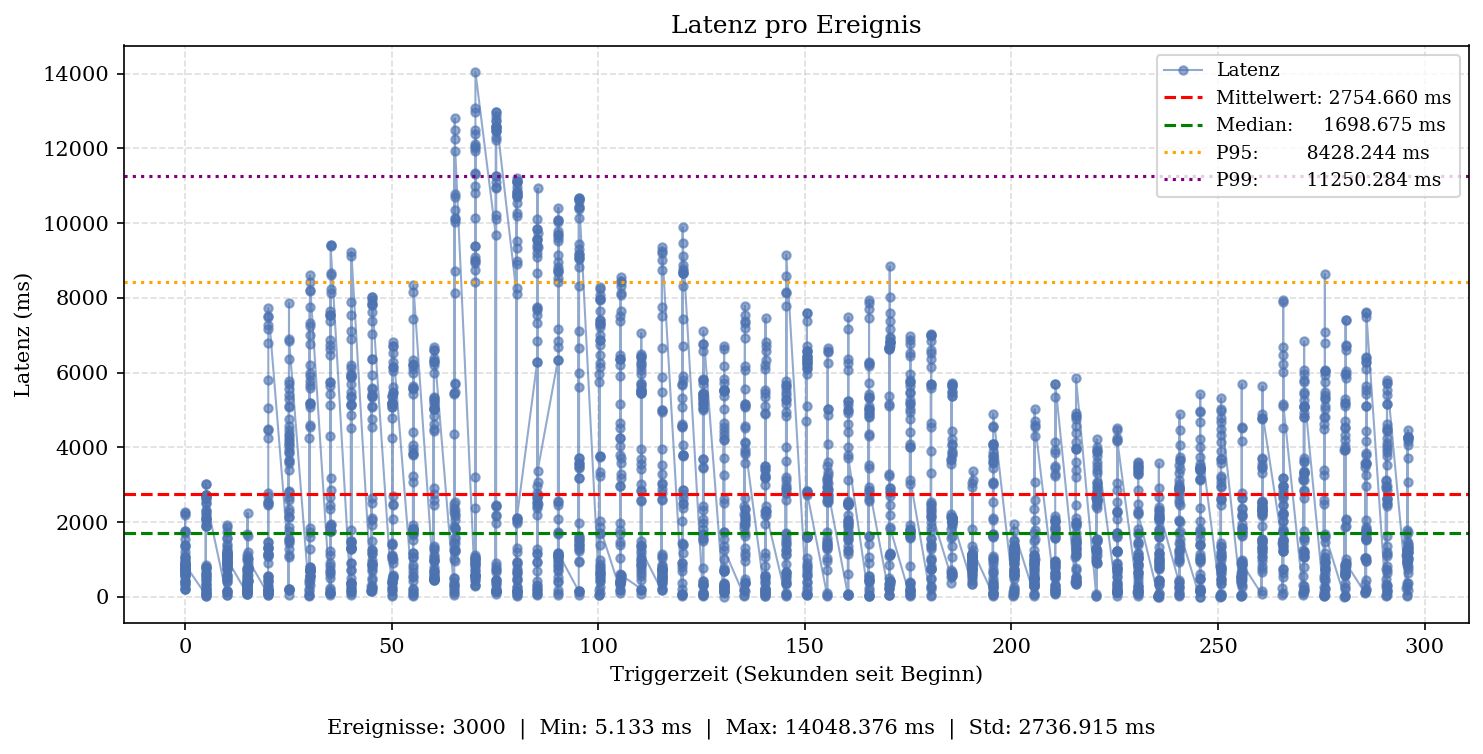 Latenz pro Ereignis
Latenz (ms)
14000
12000
10000
8000
6000
4000
2000
0
Latenz
Mittelwert: 2754.660 ms
Median: 1698.675 ms
P95: 8428.244 ms
P99: 11250.284 ms
0 50 100 150 200 250 300
Triggerzeit (Sekunden seit Beginn)
Ereignisse: 3000 | Min: 5.133 ms | Max: 14048.376 ms | Std: 2736.915 ms